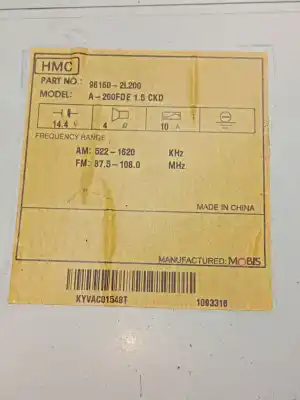 HMC
PART NO.: 96160-2L200
MODEL: A-200FDE 1.5 CKD
14.4 V 4 Ω 10 A
FREQUENCY RANGE
AM: 522-1620 KHz
FM: 87.5-108.0 MHz
MADE IN CHINA
MANUFACTURED: MOBIS
KYVAC01548T 1003316